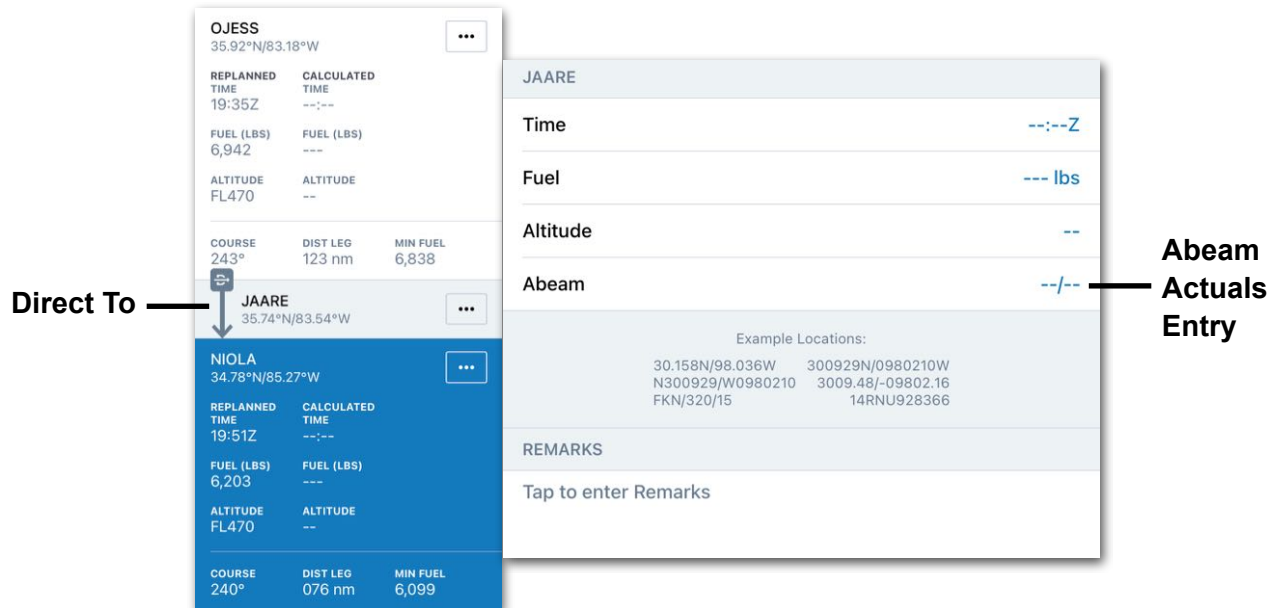 OJESS
35.92°N/83.18°W
•••
REPLANNED TIME
CALCULATED TIME
19:35Z
--:--
FUEL (LBS)
FUEL (LBS)
6,942
---
ALTITUDE
ALTITUDE
FL470
--
COURSE
DIST LEG
MIN FUEL
243°
123 nm
6,838
Direct To
JAARE
35.74°N/83.54°W
•••
NIOLA
34.78°N/85.27°W
•••
REPLANNED TIME
CALCULATED TIME
19:51Z
--:--
FUEL (LBS)
FUEL (LBS)
6,203
---
ALTITUDE
ALTITUDE
FL470
--
COURSE
DIST LEG
MIN FUEL
240°
076 nm
6,099
JAARE
Time --:--Z
Fuel --- lbs
Altitude --
Abeam --/--
Abeam
Actuals
Entry
Example Locations:
30.158N/98.036W 300929N/0980210W
N300929/W0980210 3009.48/-09802.16
FKN/320/15 14RNU928366
REMARKS
Tap to enter Remarks